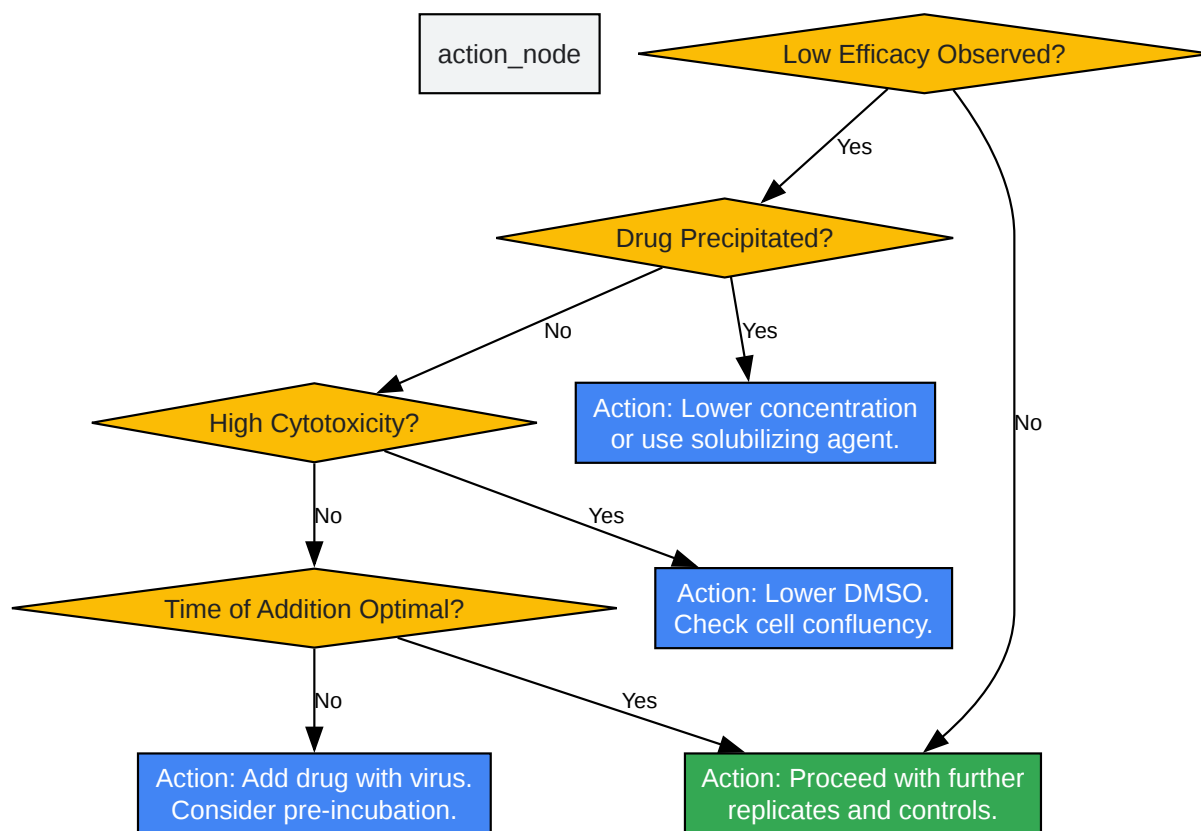 action_node
Low Efficacy Observed?
Yes
Drug Precipitated?
No
Yes
High Cytotoxicity?
Action: Lower concentration
or use solubilizing agent.
No
No
Yes
Time of Addition Optimal?
Action: Lower DMSO.
Check cell confluency.
No
Yes
Action: Add drug with virus.
Consider pre-incubation.
Action: Proceed with further
replicates and controls.